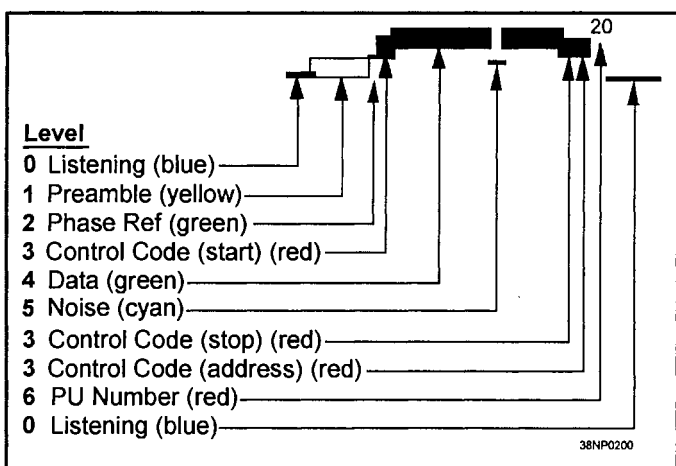 20
Level
0 Listening (blue)
1 Preamble (yellow)
2 Phase Ref (green)
3 Control Code (start) (red)
4 Data (green)
5 Noise (cyan)
3 Control Code (stop) (red)
3 Control Code (address) (red)
6 PU Number (red)
0 Listening (blue)
38NP0200